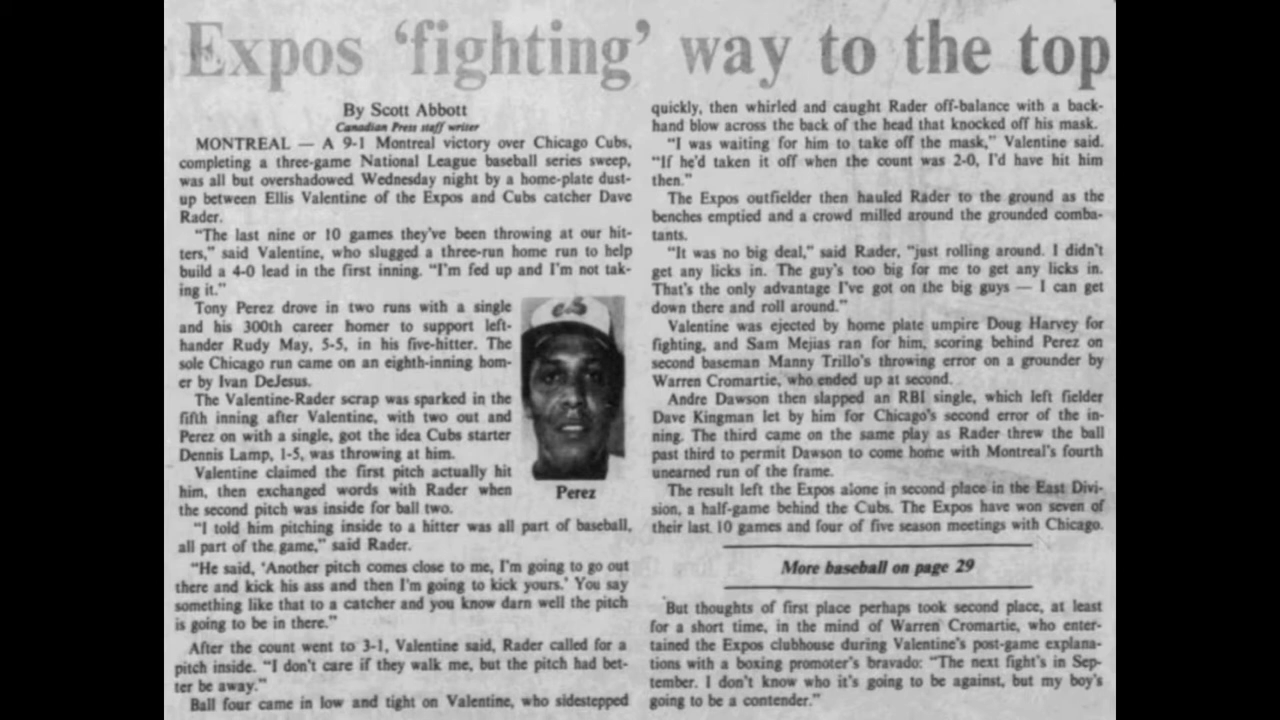 Expos ‘fighting’ way to the top
By Scott Abbott
Canadian Press staff writer
MONTREAL — A 9-1 Montreal victory over Chicago Cubs,
completing a three-game National League baseball series sweep,
was all but overshadowed Wednesday night by a home-plate dust-
up between Ellis Valentine of the Expos and Cubs catcher Dave
Rader.
“The last nine or 10 games they've been throwing at our hit-
ters,” said Valentine, who slugged a three-run home run to help
build a 4-0 lead in the first inning. “I'm fed up and I'm not tak-
ing it.”
Tony Perez drove in two runs with a single
and his 300th career homer to support left-
hander Rudy May, 5-5, in his five-hitter. The
sole Chicago run came on an eighth-inning hom-
er by Ivan DeJesus.
The Valentine-Rader scrap was sparked in the
fifth inning after Valentine, with two out and
Perez on with a single, got the idea Cubs starter
Dennis Lamp, 1-5, was throwing at him.
Valentine claimed the first pitch actually hit
him, then exchanged words with Rader when
the second pitch was inside for ball two.
“I told him pitching inside to a hitter was all part of baseball,
all part of the game,” said Rader.
“He said, ‘Another pitch comes close to me, I'm going to go out
there and kick his ass and then I'm going to kick yours.’ You say
something like that to a catcher and you know darn well the pitch
is going to be in there.”
After the count went to 3-1, Valentine said, Rader called for a
pitch inside. “I don't care if they walk me, but the pitch had bet-
ter be away.”
Ball four came in low and tight on Valentine, who sidestepped
Perez
quickly, then whirled and caught Rader off-balance with a back-
hand blow across the back of the head that knocked off his mask.
“I was waiting for him to take off the mask,” Valentine said.
“If he'd taken it off when the count was 2-0, I'd have hit him
then.”
The Expos outfielder then hauled Rader to the ground as the
benches emptied and a crowd milled around the grounded comba-
tants.
“It was no big deal,” said Rader, “just rolling around. I didn't
get any licks in. The guy's too big for me to get any licks in.
That's the only advantage I've got on the big guys — I can get
down there and roll around.”
Valentine was ejected by home plate umpire Doug Harvey for
fighting, and Sam Mejias ran for him, scoring behind Perez on
second baseman Manny Trillo's throwing error on a grounder by
Warren Cromartie, who ended up at second.
Andre Dawson then slapped an RBI single, which left fielder
Dave Kingman let by him for Chicago's second error of the in-
ning. The third came on the same play as Rader threw the ball
past third to permit Dawson to come home with Montreal's fourth
unearned run of the frame.
The result left the Expos alone in second place in the East Divi-
sion, a half-game behind the Cubs. The Expos have won seven of
their last 10 games and four of five season meetings with Chicago.
More baseball on page 29
But thoughts of first place perhaps took second place, at least
for a short time, in the mind of Warren Cromartie, who enter-
tained the Expos clubhouse during Valentine's post-game explana-
tions with a boxing promoter's bravado: “The next fight's in Sep-
tember. I don't know who it's going to be against, but my boy's
going to be a contender.”